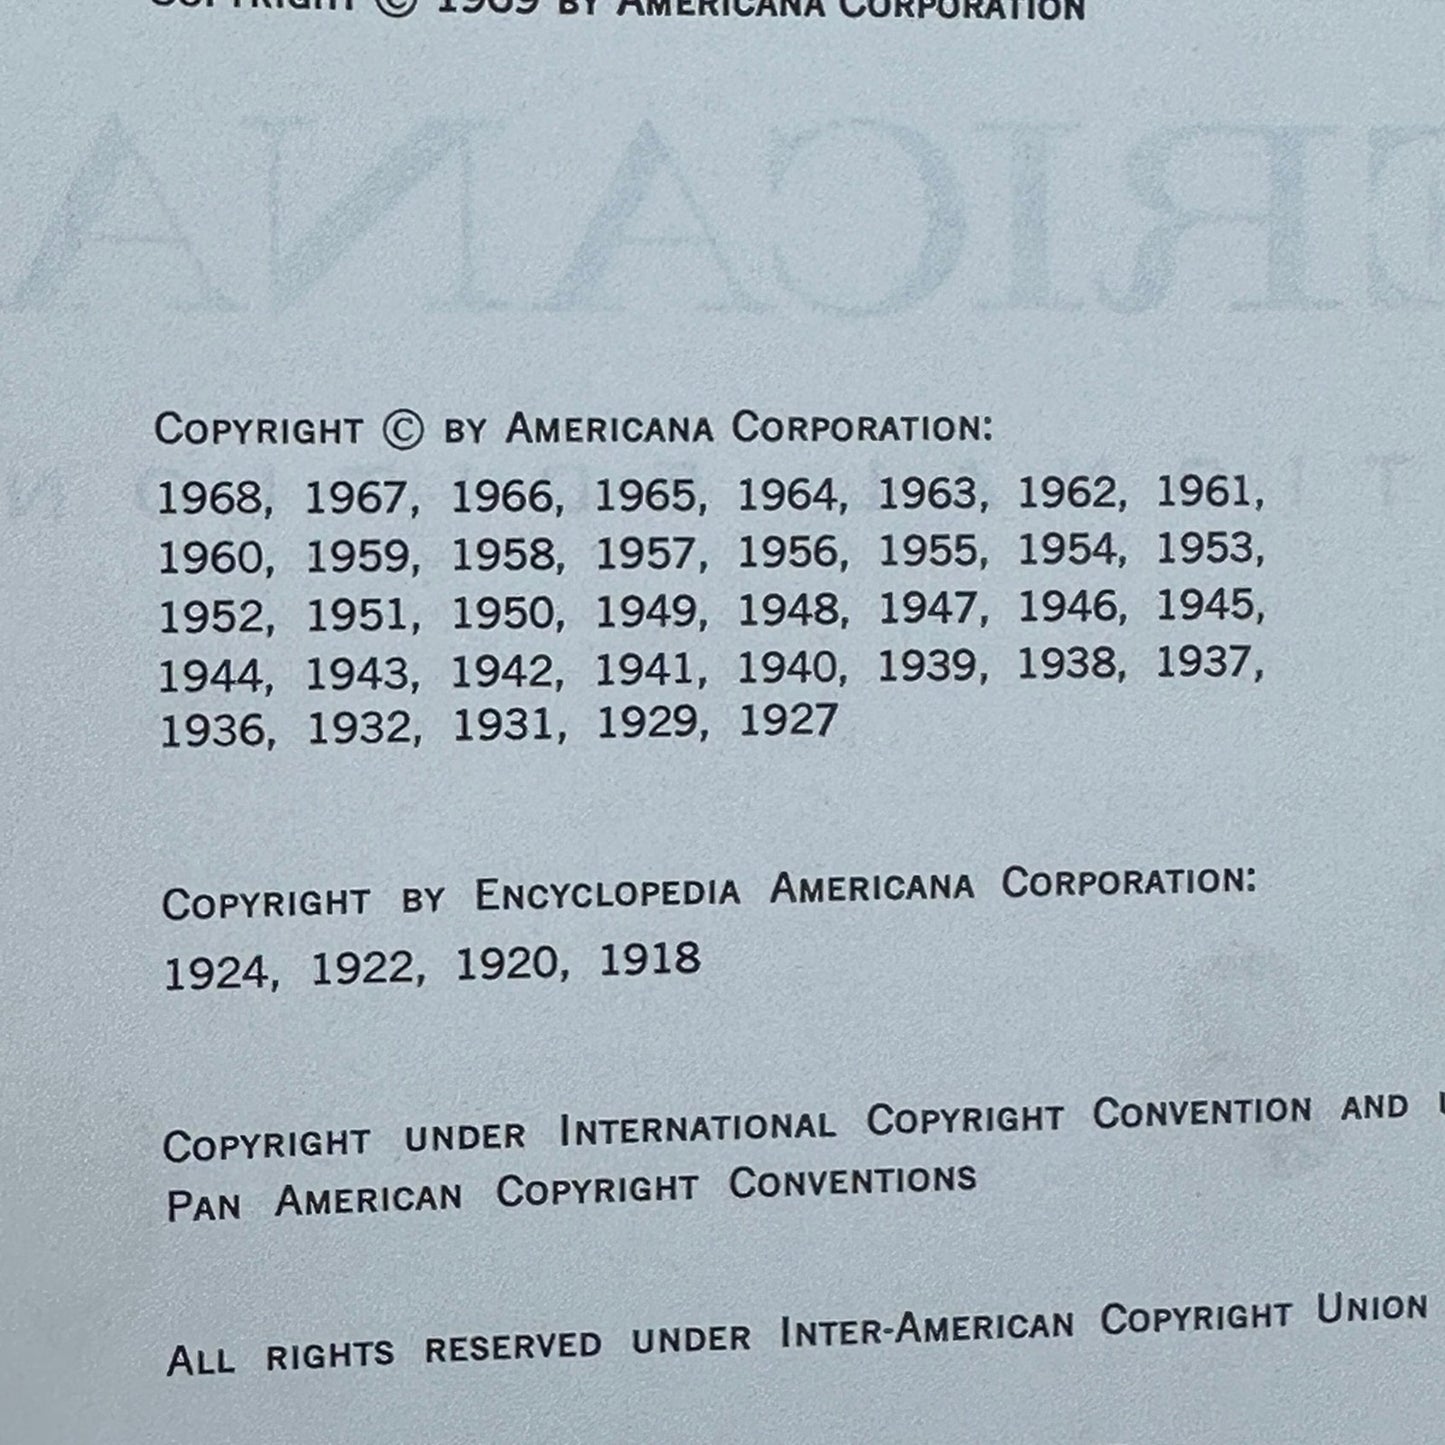 Copyright © 1969 by Americana Corporation
Copyright © by Americana Corporation:
1968, 1967, 1966, 1965, 1964, 1963, 1962, 1961,
1960, 1959, 1958, 1957, 1956, 1955, 1954, 1953,
1952, 1951, 1950, 1949, 1948, 1947, 1946, 1945,
1944, 1943, 1942, 1941, 1940, 1939, 1938, 1937,
1936, 1932, 1931, 1929, 1927
Copyright by Encyclopedia Americana Corporation:
1924, 1922, 1920, 1918
Copyright under International Copyright Convention and
Pan American Copyright Conventions
All rights reserved under Inter-American Copyright Union